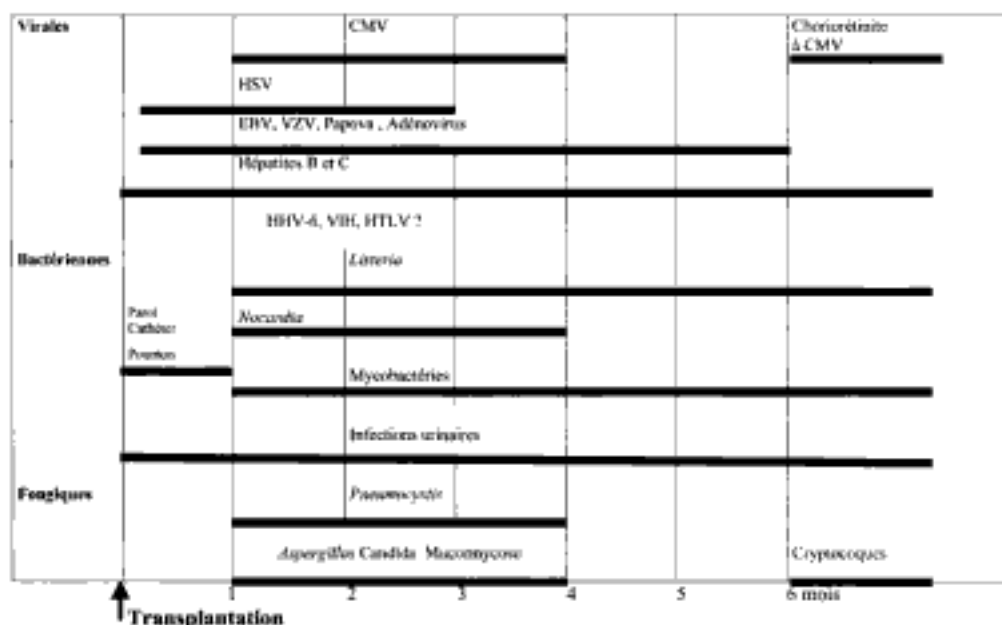 Virales
CMV
Choriorétinite
à CMV
HSV
EBV, VZV, Papova , Adénovirus
Hépatites B et C
HHV-6, VIH, HTLV ?
Bactériennes
Listeria
Paroi
Cathéter
Poumon
Nocardia
Mycobactéries
Infections urinaires
Fongiques
Pneumocystis
Aspergillus Candida Mucormycose
Cryptocoques
1 2 3 4 5 6 mois
Transplantation